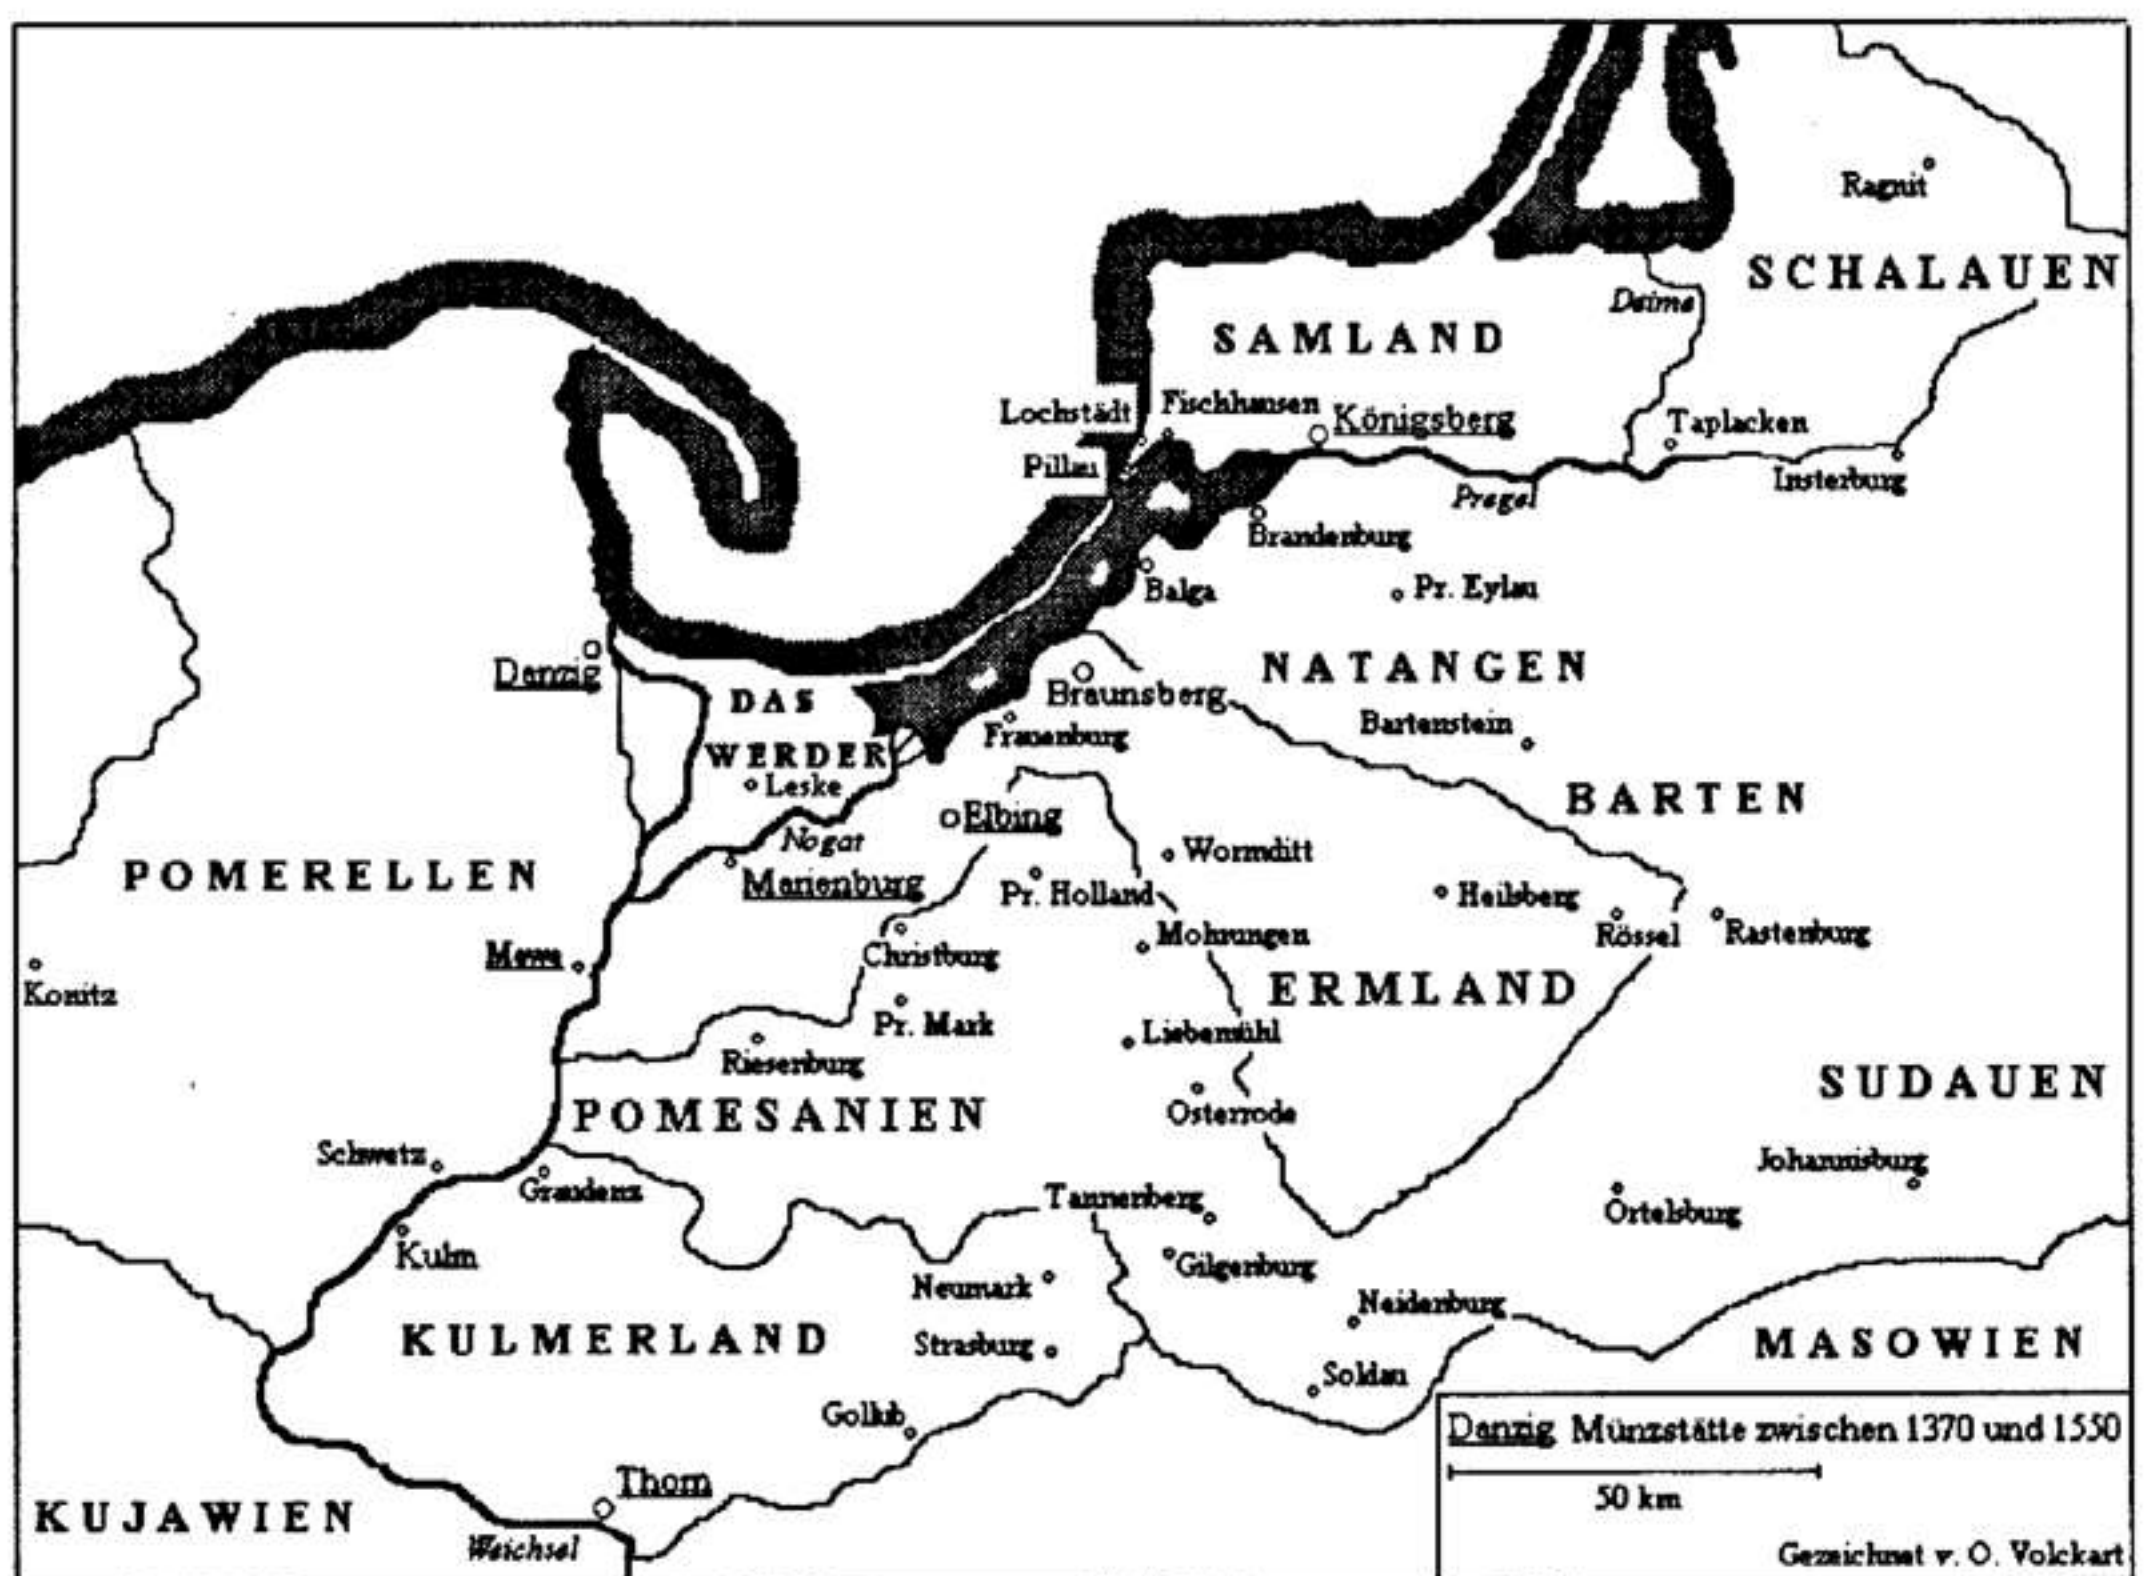 Ragnit
SCHALAUEN
Deime
SAMLAND
Lochstädt
Fischhausen
Königsberg
Taplacken
Pillau
Insterburg
Pregel
Brandenburg
Balga
Pr. Eylau
Danzig
NATANGEN
DAS
WERDER
Braunsberg
Bartenstein
Frauenburg
Leske
BARTEN
Elbing
Nogat
Wormditt
POMERELLEN
Marienburg
Pr. Holland
Heilsberg
Rössel
Rastenburg
Mohrungen
Mewe
Christburg
Konitz
ERMLAND
Pr. Mark
Liebemühl
Riesenburg
SUDAUEN
POMESANIEN
Osterrode
Schwetz
Johannisburg
Graudenz
Tannenberg
Ortelsburg
Kulm
Gilgenburg
Neumark
Neidenburg
KULMERLAND
Strasburg
MASOWIEN
Soldau
Gollub
Danzig Münzstätte zwischen 1370 und 1550
Thorn
50 km
KUJAWIEN
Weichsel
Gezeichnet v. O. Volckart